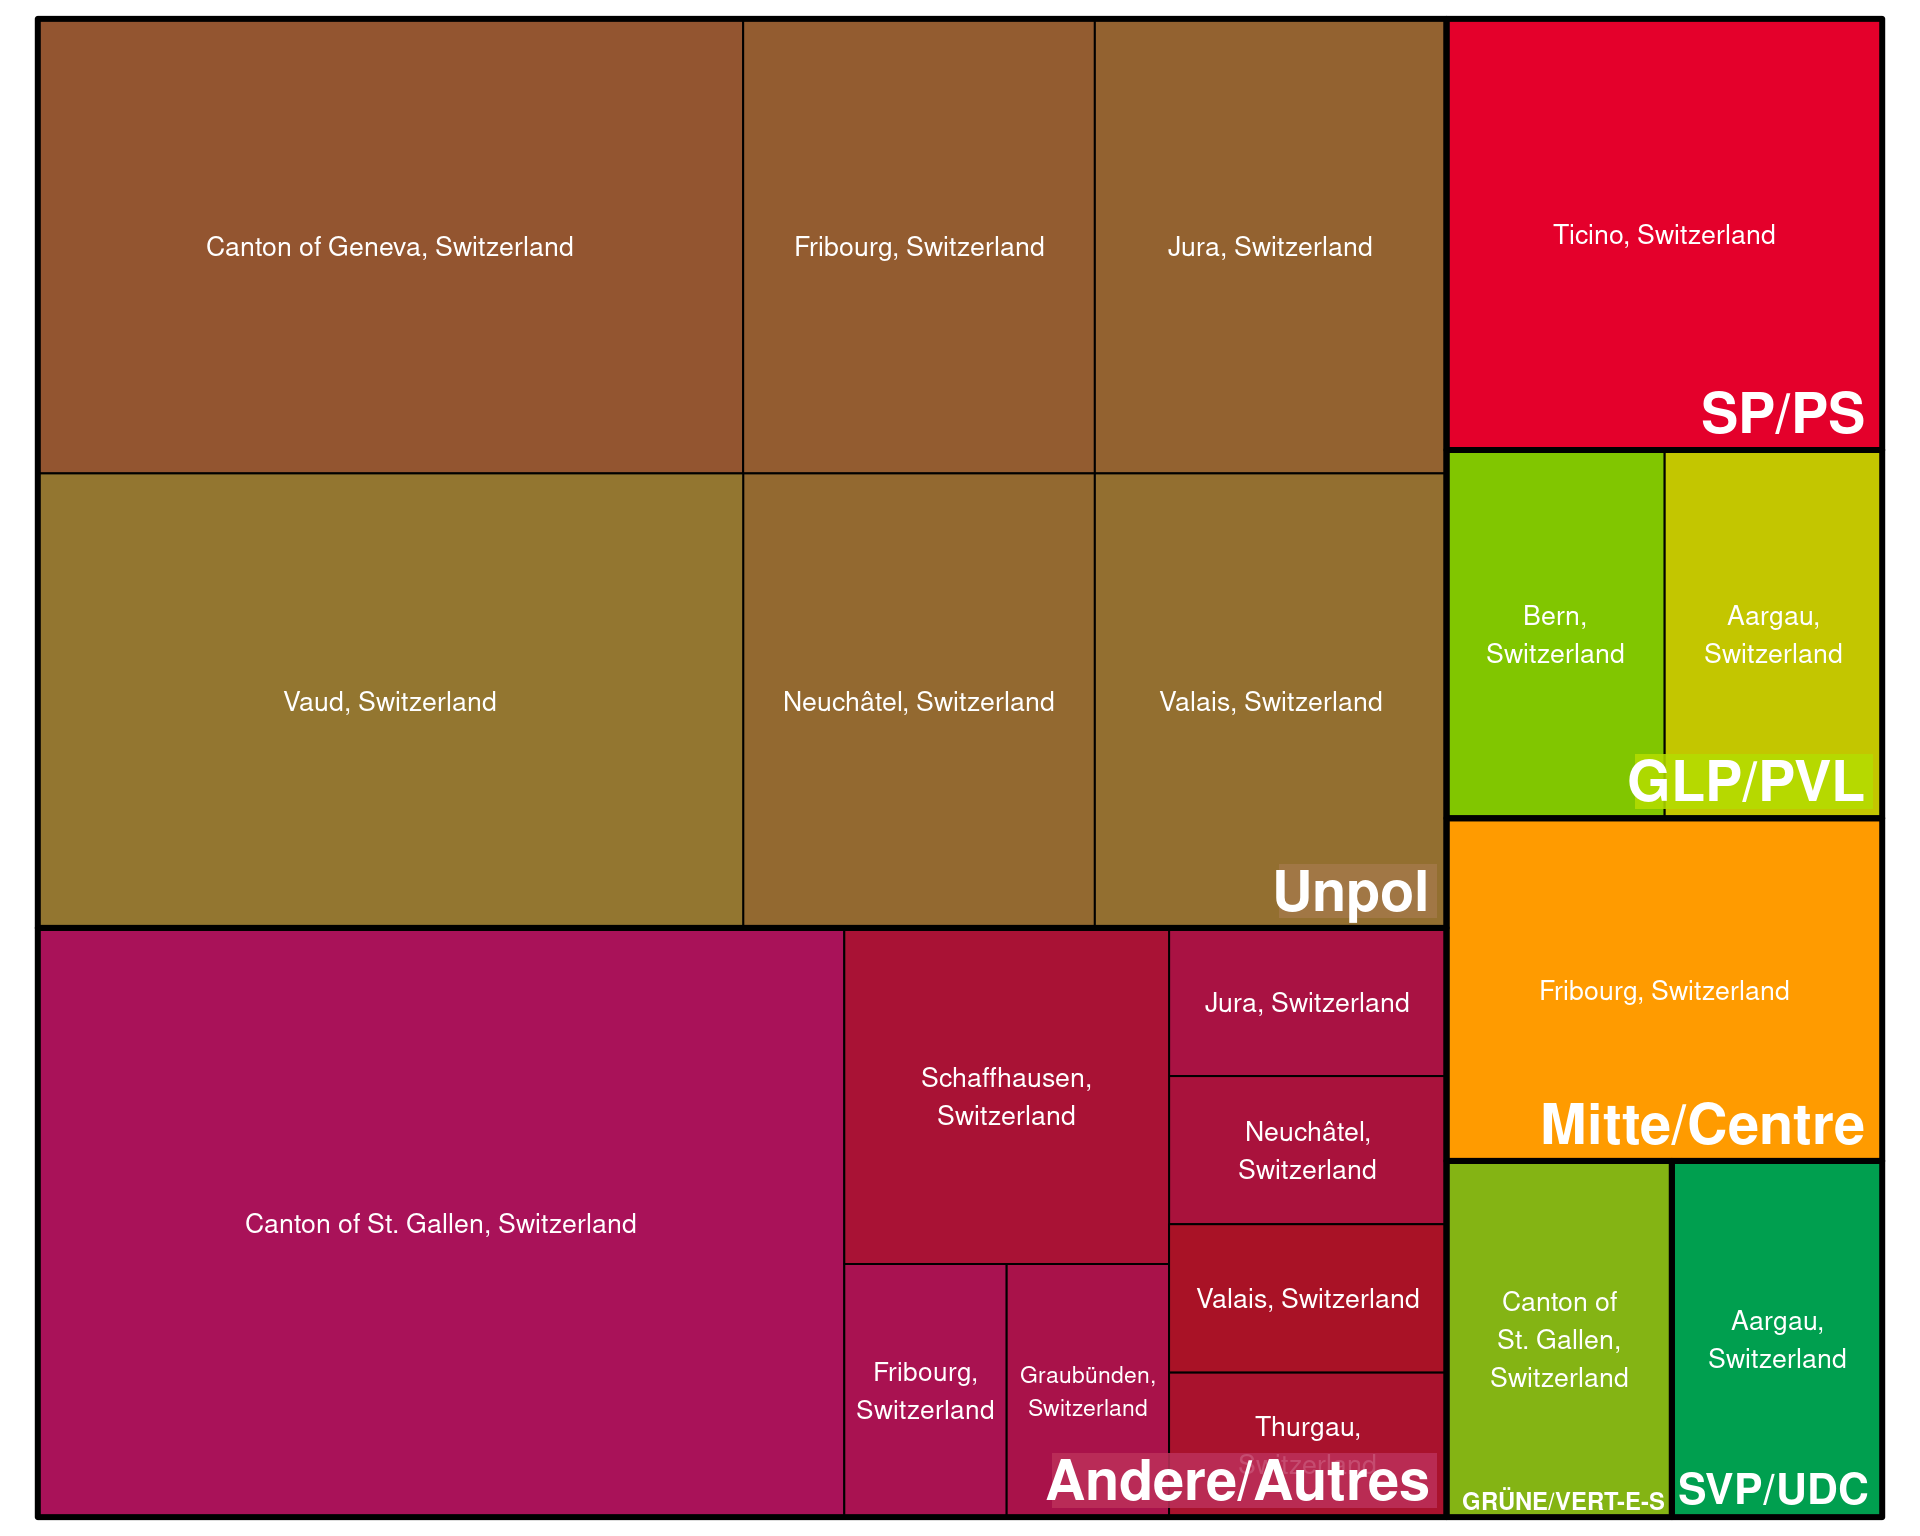 Canton of Geneva, Switzerland
Fribourg, Switzerland
Jura, Switzerland
Vaud, Switzerland
Neuchâtel, Switzerland
Valais, Switzerland
Unpol
Canton of St. Gallen, Switzerland
Schaffhausen,
Switzerland
Fribourg,
Switzerland
Graubünden,
Switzerland
Jura, Switzerland
Neuchâtel,
Switzerland
Valais, Switzerland
Thurgau,
Switzerland
Andere/Autres
Ticino, Switzerland
SP/PS
Bern,
Switzerland
Aargau,
Switzerland
GLP/PVL
Fribourg, Switzerland
Mitte/Centre
Canton of
St. Gallen,
Switzerland
GRÜNE/VERT-E-S
Aargau,
Switzerland
SVP/UDC